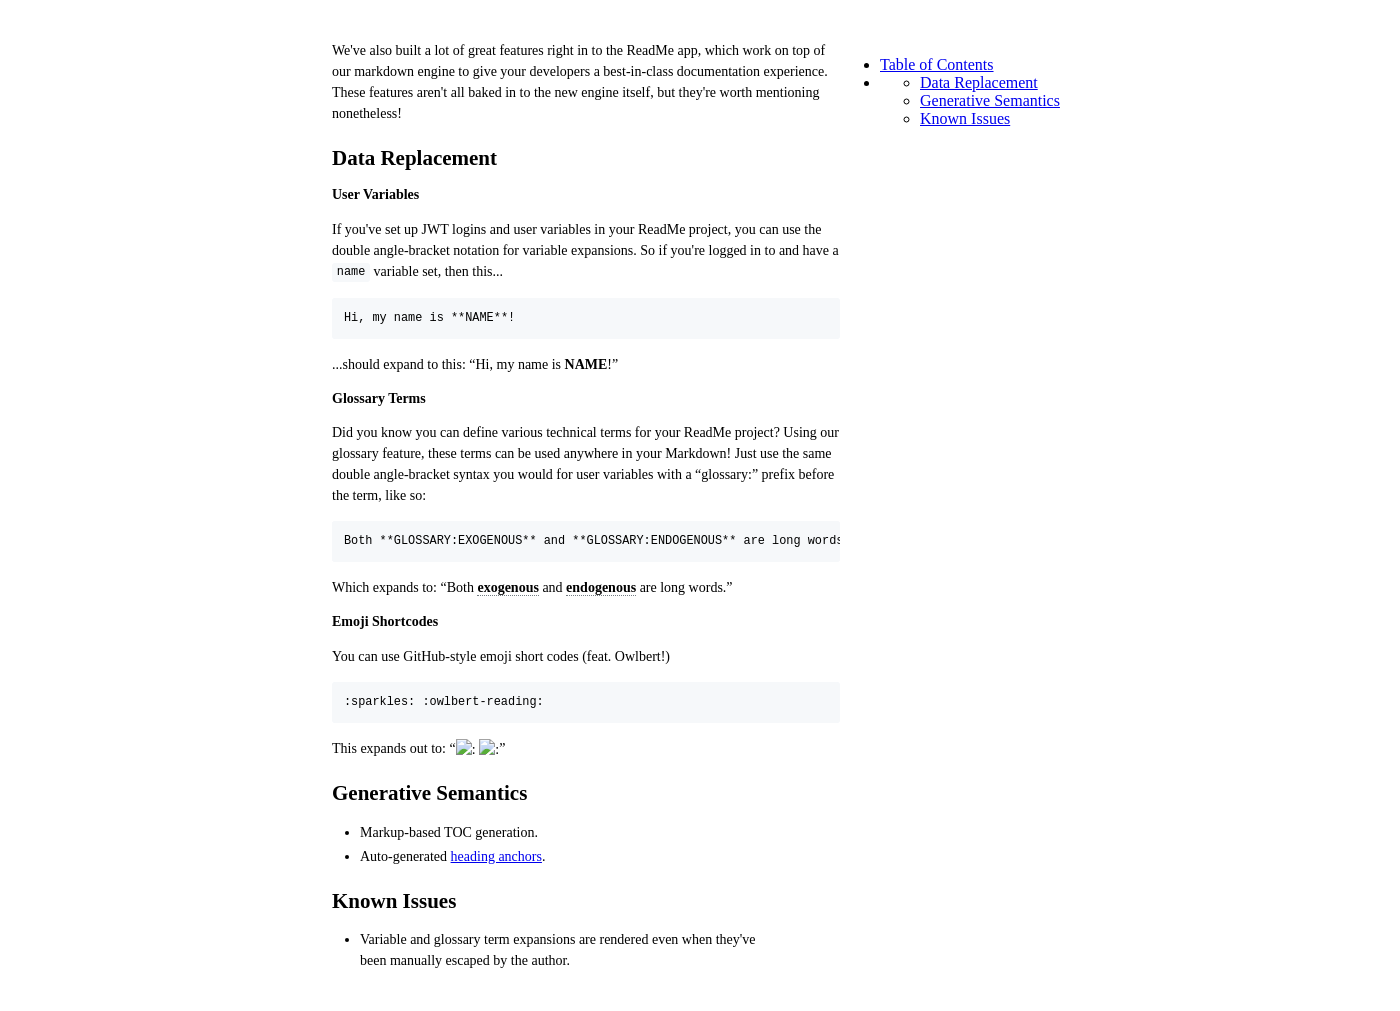 We've also built a lot of great features right in to the ReadMe app, which work on top of
our markdown engine to give your developers a best-in-class documentation experience.
These features aren't all baked in to the new engine itself, but they're worth mentioning
nonetheless!
Data Replacement
User Variables
If you've set up JWT logins and user variables in your ReadMe project, you can use the
double angle-bracket notation for variable expansions. So if you're logged in to and have a
name variable set, then this...
Hi, my name is **NAME**!
...should expand to this: “Hi, my name is NAME!”
Glossary Terms
Did you know you can define various technical terms for your ReadMe project? Using our
glossary feature, these terms can be used anywhere in your Markdown! Just use the same
double angle-bracket syntax you would for user variables with a “glossary:” prefix before
the term, like so:
Both **GLOSSARY:EXOGENOUS** and **GLOSSARY:ENDOGENOUS** are long words
Which expands to: “Both exogenous and endogenous are long words.”
Emoji Shortcodes
You can use GitHub-style emoji short codes (feat. Owlbert!)
:sparkles: :owlbert-reading:
This expands out to: “: :”
Generative Semantics
Markup-based TOC generation.
Auto-generated heading anchors.
Known Issues
Variable and glossary term expansions are rendered even when they've
been manually escaped by the author.
Table of Contents
Data Replacement
Generative Semantics
Known Issues